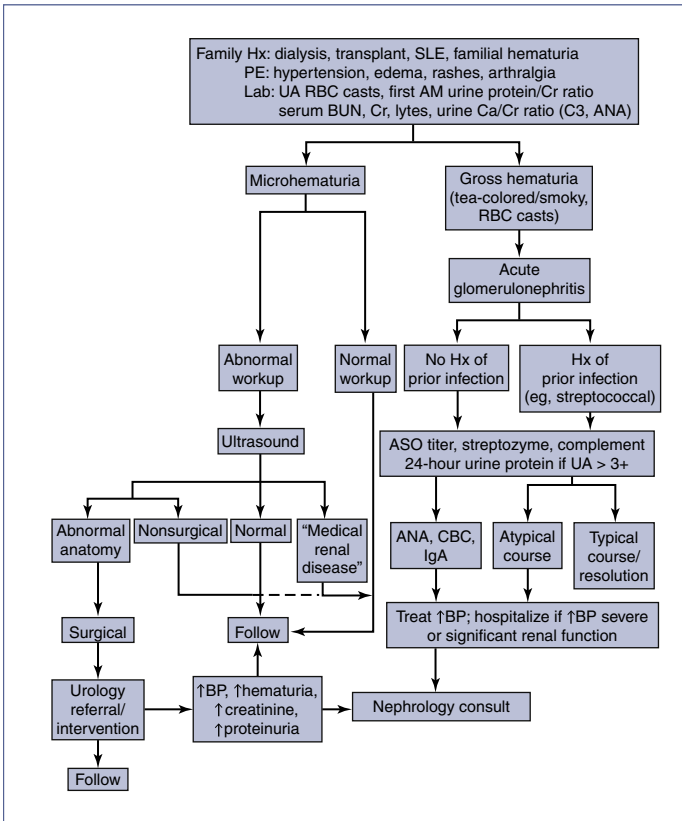 Family Hx: dialysis, transplant, SLE, familial hematuria
PE: hypertension, edema, rashes, arthralgia
Lab: UA RBC casts, first AM urine protein/Cr ratio
serum BUN, Cr, lytes, urine Ca/Cr ratio (C3, ANA)
Microhematuria
Gross hematuria
(tea-colored/smoky,
RBC casts)
Acute
glomerulonephritis
Abnormal
workup
Normal
workup
No Hx of
prior infection
Hx of
prior infection
(eg, streptococcal)
Ultrasound
ASO titer, streptozyme, complement
24-hour urine protein if UA > 3+
Abnormal
anatomy
Nonsurgical
Normal
“Medical
renal
disease”
ANA, CBC,
IgA
Atypical
course
Typical
course/
resolution
Surgical
Follow
Treat ↑BP; hospitalize if ↑BP severe
or significant renal function
Urology
referral/
intervention
↑BP, ↑hematuria,
↑creatinine,
↑proteinuria
Nephrology consult
Follow